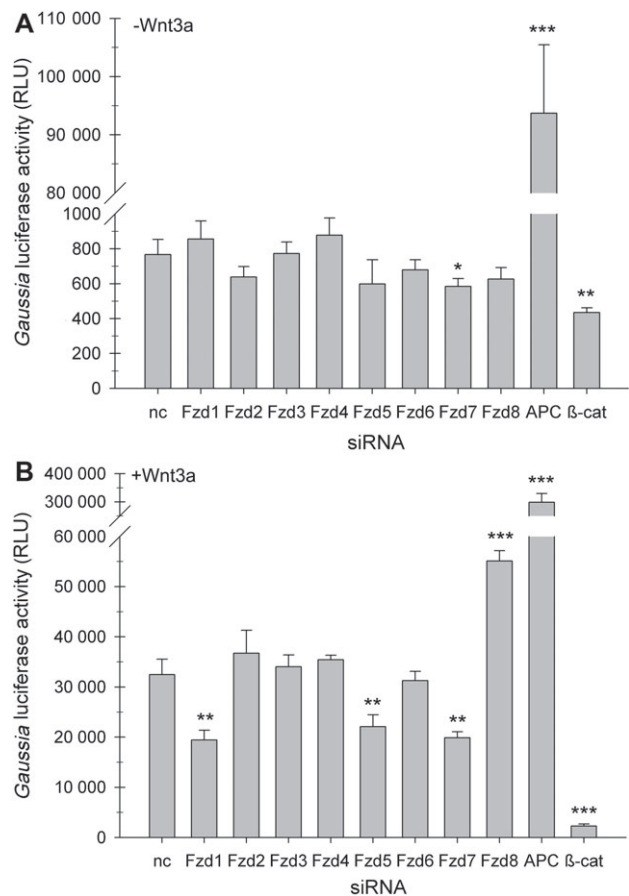 A
-Wnt3a
Gaussia luciferase activity (RLU)
110 000
100 000
90 000
80 000
1000
800
600
400
200
0
***
*
**
nc Fzd1 Fzd2 Fzd3 Fzd4 Fzd5 Fzd6 Fzd7 Fzd8 APC ß-cat
siRNA
B
+Wnt3a
Gaussia luciferase activity (RLU)
400 000
300 000
60 000
50 000
40 000
30 000
20 000
10 000
0
***
***
**
**
**
***
nc Fzd1 Fzd2 Fzd3 Fzd4 Fzd5 Fzd6 Fzd7 Fzd8 APC ß-cat
siRNA